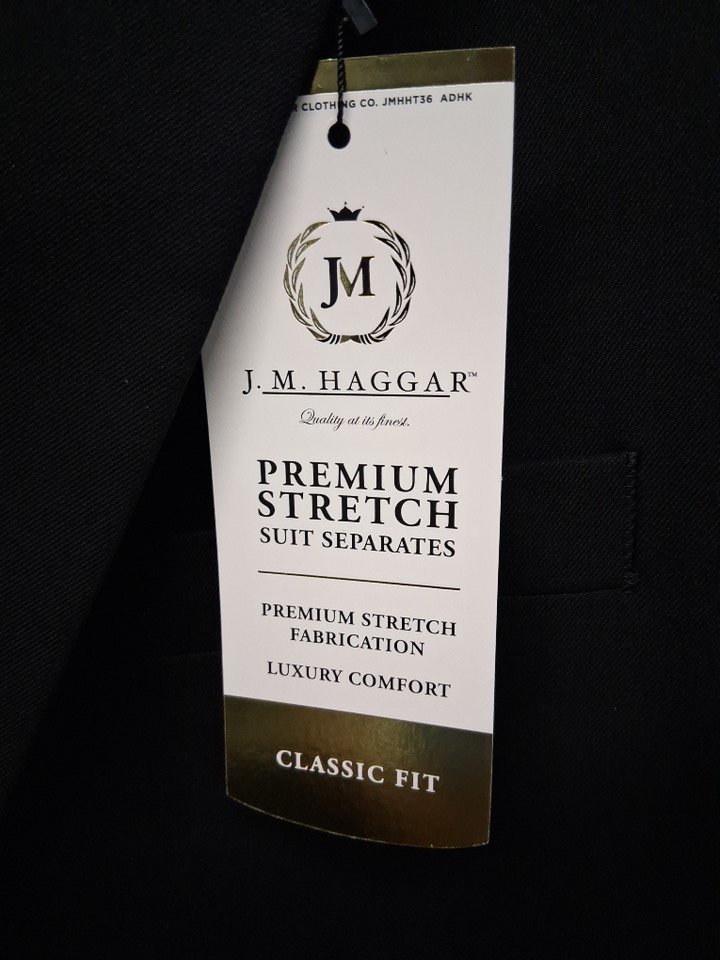 CLOTHING CO. JMHHT36 ADHK
JM
J. M. HAGGAR™
Quality at its finest.
PREMIUM
STRETCH
SUIT SEPARATES
PREMIUM STRETCH
FABRICATION
LUXURY COMFORT
CLASSIC FIT